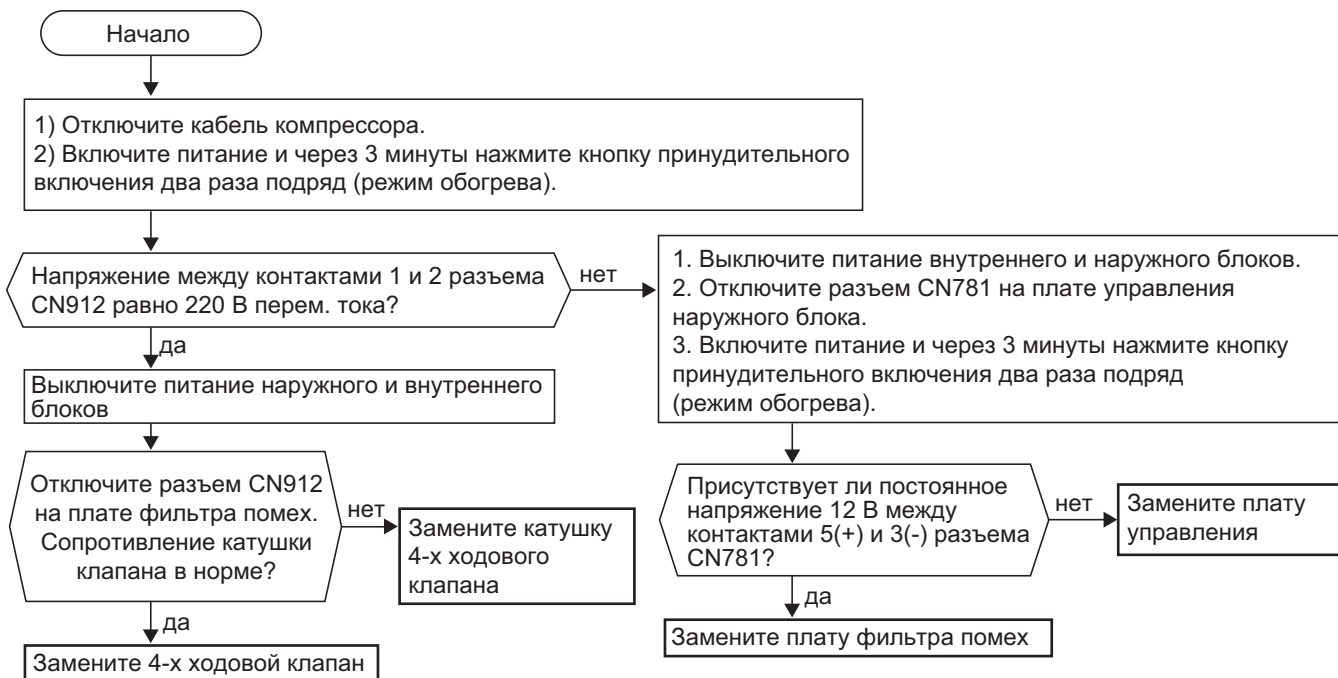 Начало
1) Отключите кабель компрессора.
2) Включите питание и через 3 минуты нажмите кнопку принудительного
включения два раза подряд (режим обогрева).
Напряжение между контактами 1 и 2 разъема
CN912 равно 220 В перем. тока?
нет
1. Выключите питание внутреннего и наружного блоков.
2. Отключите разъем CN781 на плате управления
наружного блока.
3. Включите питание и через 3 минуты нажмите кнопку
принудительного включения два раза подряд
(режим обогрева).
да
Выключите питание наружного и внутреннего
блоков
Отключите разъем CN912
на плате фильтра помех.
Сопротивление катушки
клапана в норме?
нет
Замените катушку
4-х ходового
клапана
да
Замените 4-х ходовой клапан
Присутствует ли постоянное
напряжение 12 В между
контактами 5(+) и 3(-) разъема
CN781?
нет
Замените плату
управления
да
Замените плату фильтра помех